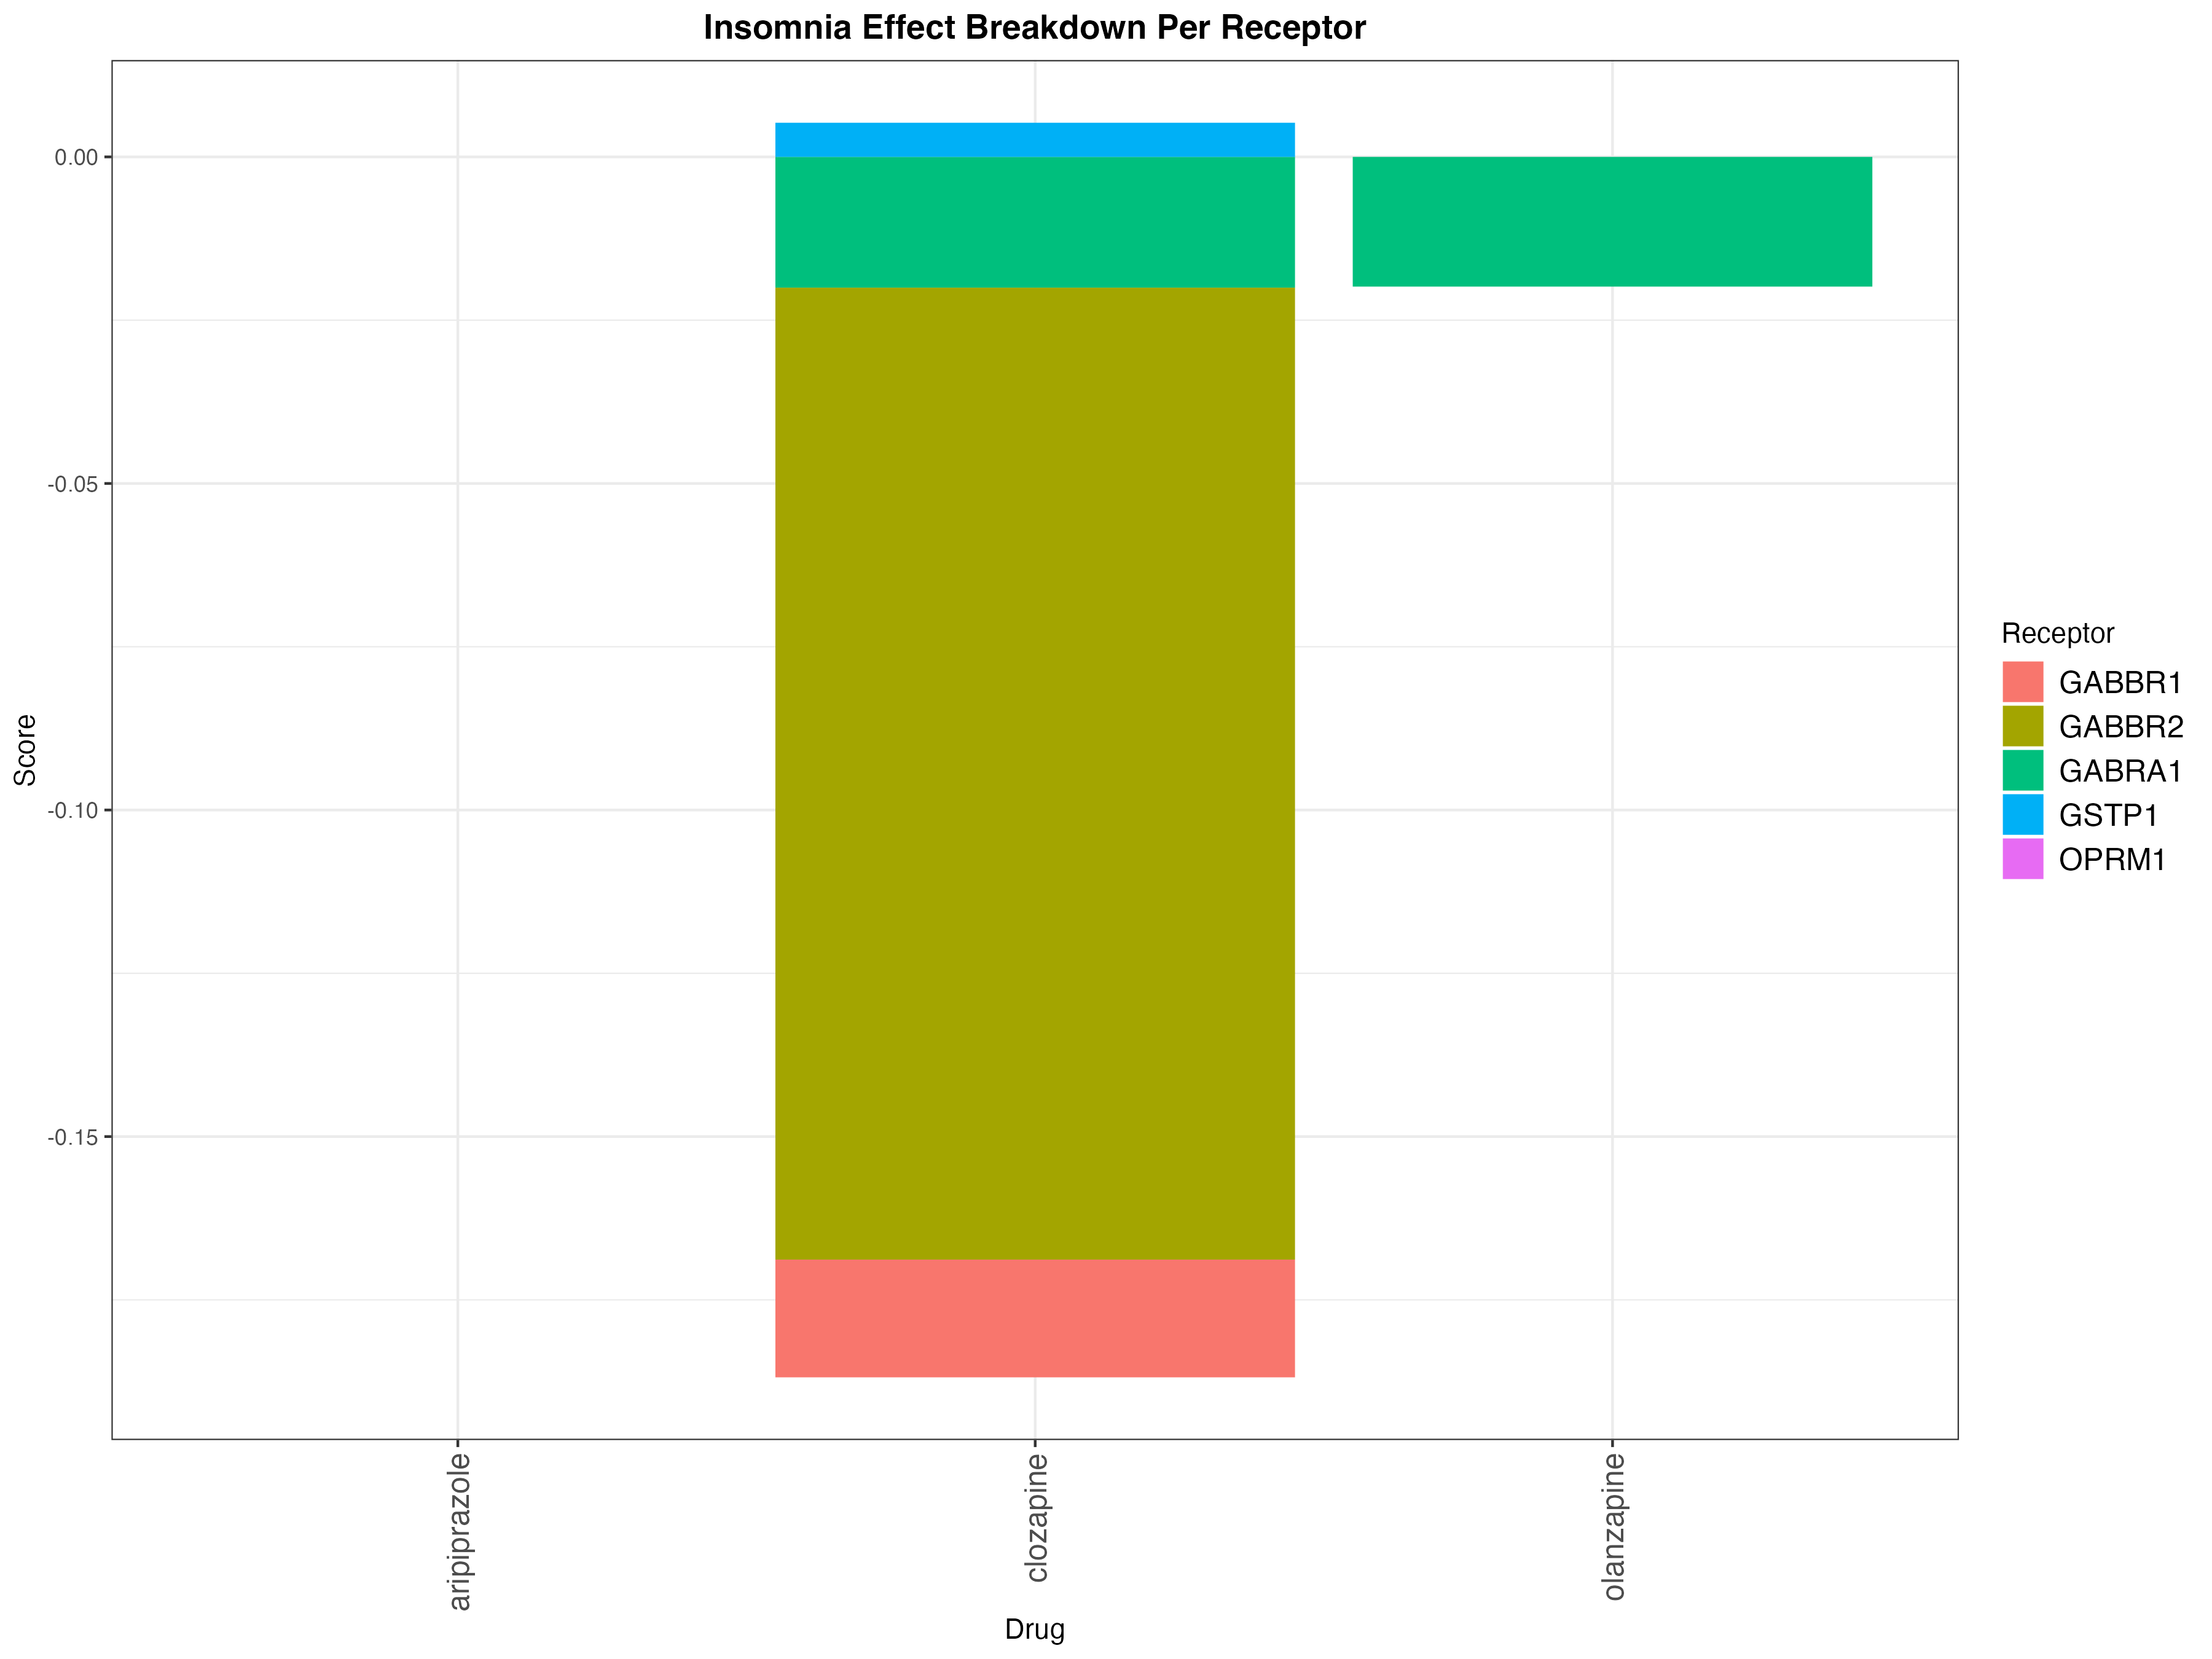 Insomnia Effect Breakdown Per Receptor
0.00
-0.05
-0.10
-0.15
Score
aripiprazole
clozapine
olanzapine
Drug
Receptor
GABBR1
GABBR2
GABRA1
GSTP1
OPRM1